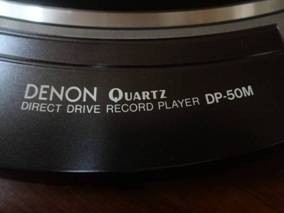 DENON QUARTZ
DIRECT DRIVE RECORD PLAYER DP-50M